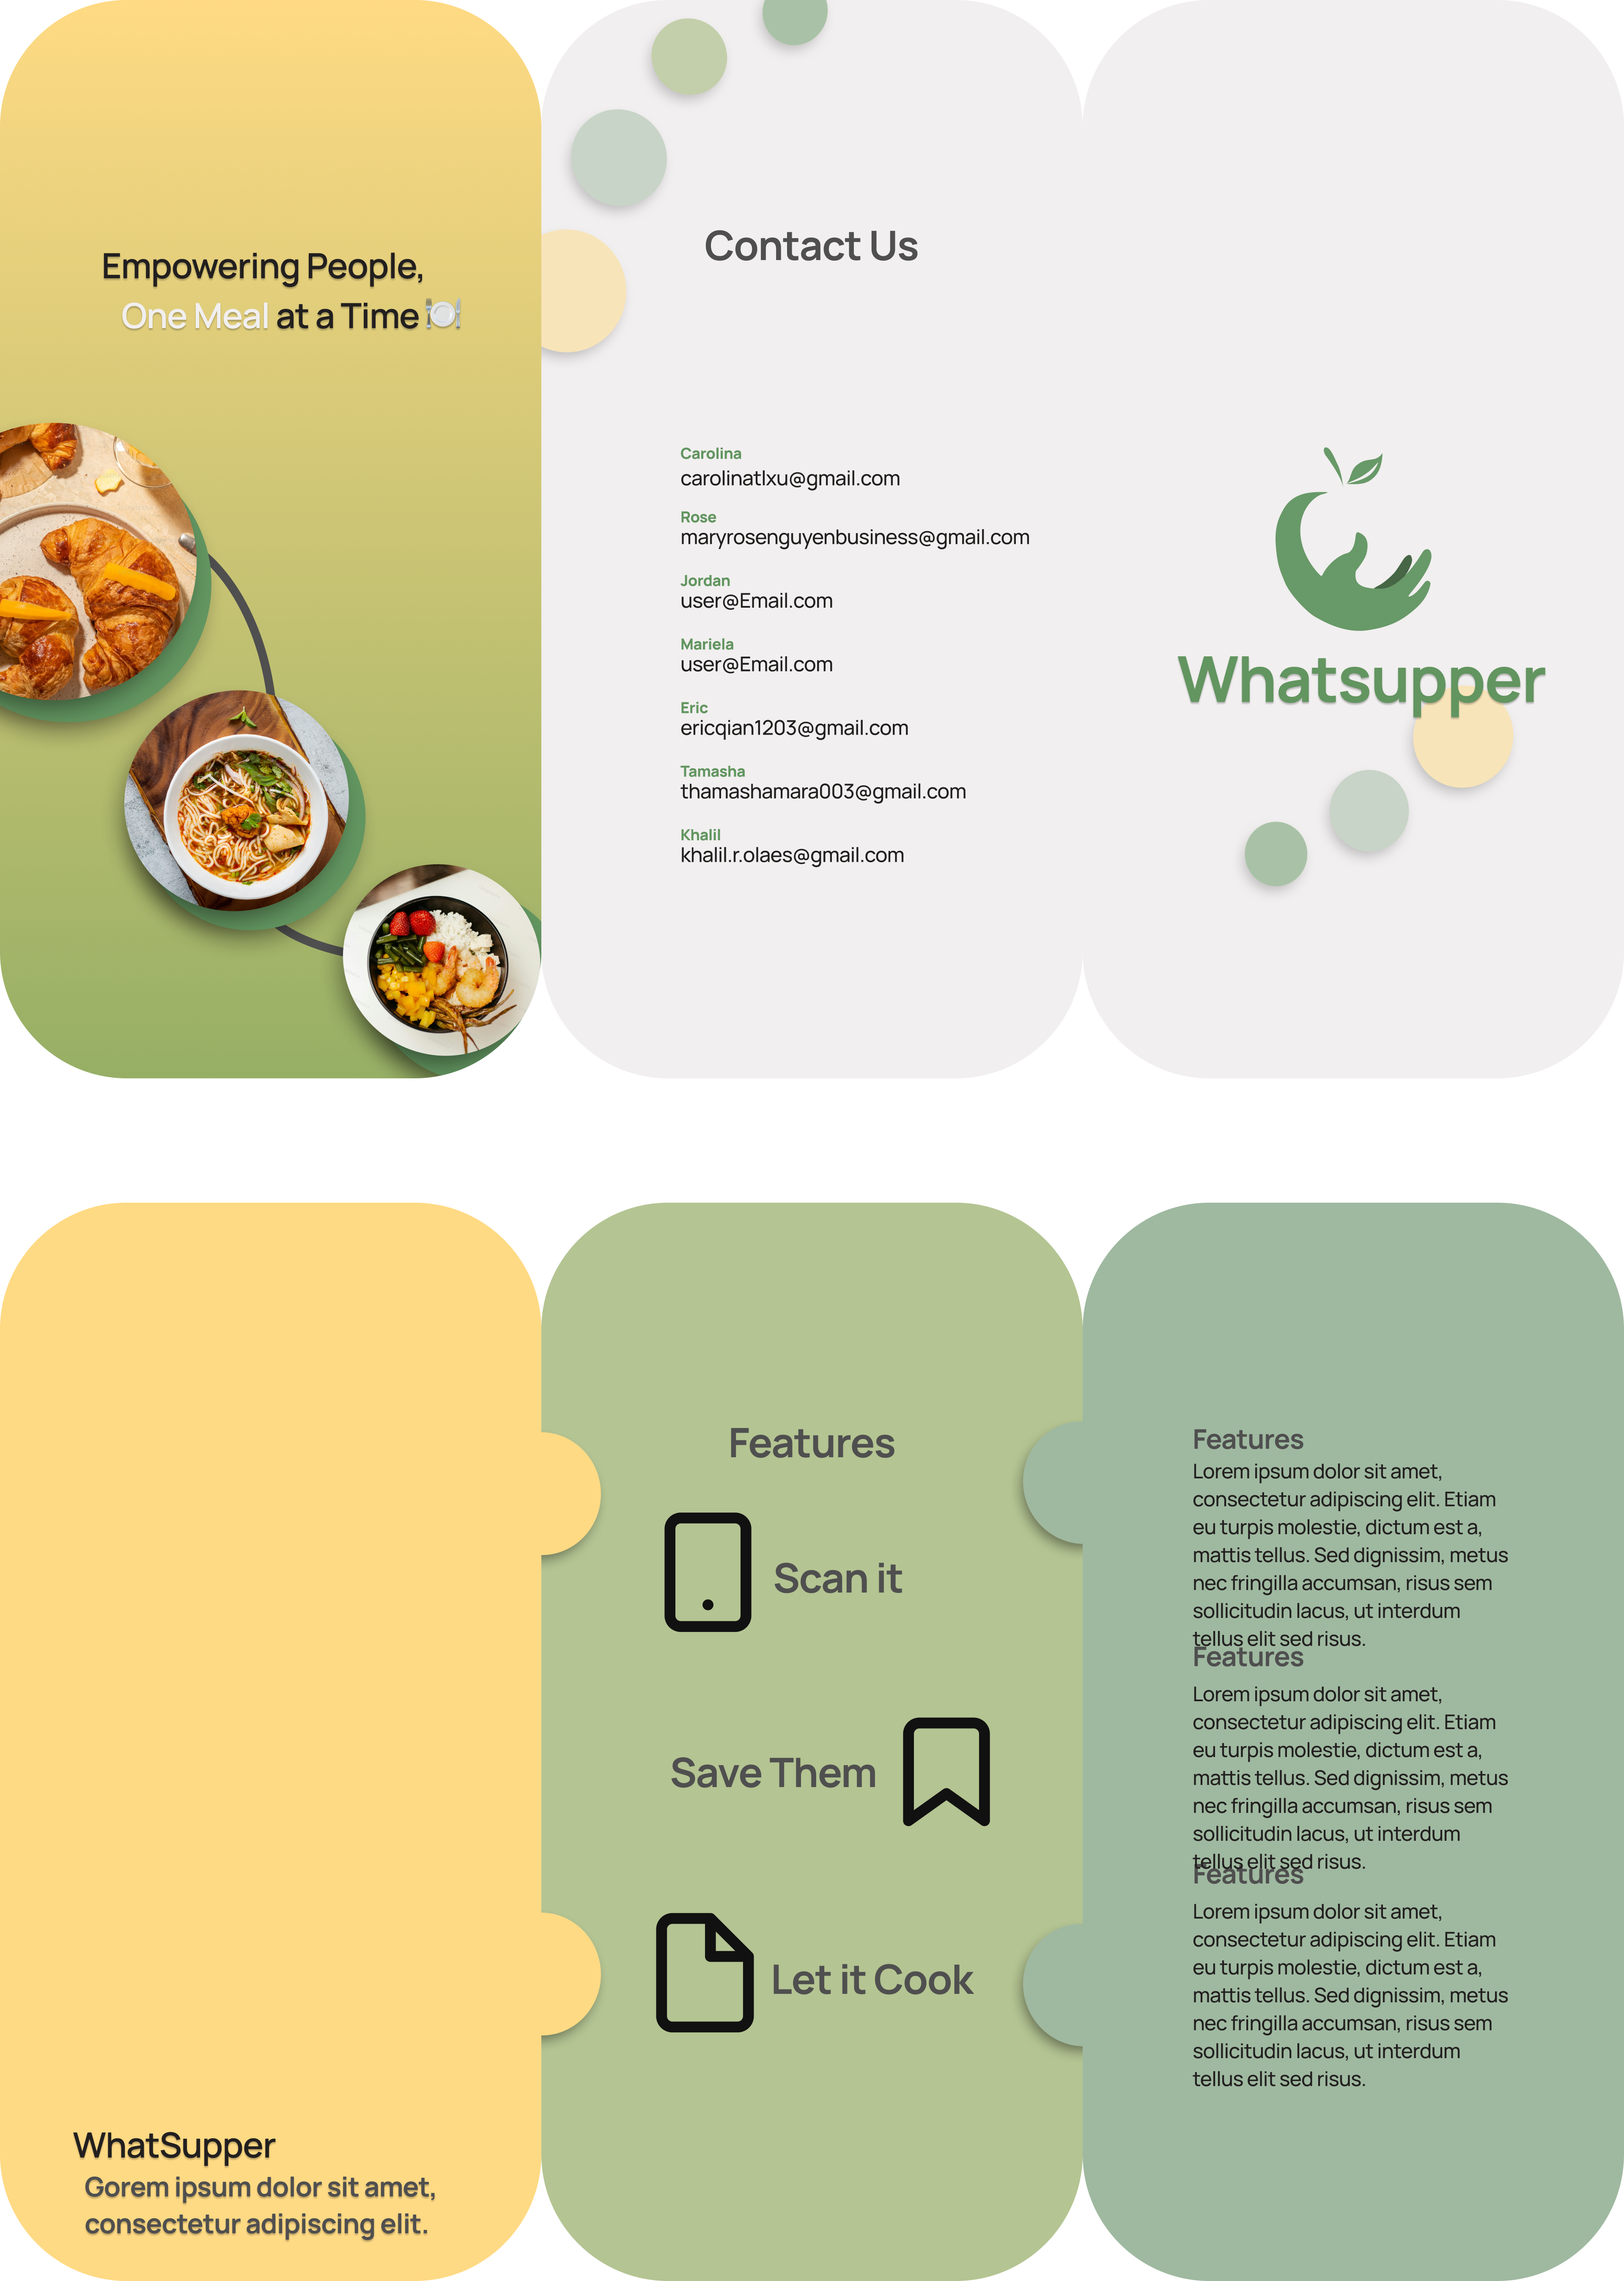 Empowering People,
One Meal at a Time 🍽️
Contact Us
Carolina
carolinatlxu@gmail.com
Rose
maryrosenguyenbusiness@gmail.com
Jordan
user@Email.com
Mariela
user@Email.com
Eric
ericqian1203@gmail.com
Tamasha
thamashamara003@gmail.com
Khalil
khalil.r.olaes@gmail.com
Whatsupper
WhatSupper
Gorem ipsum dolor sit amet,
consectetur adipiscing elit.
Features
Scan it
Save Them
Let it Cook
Features
Lorem ipsum dolor sit amet,
consectetur adipiscing elit. Etiam
eu turpis molestie, dictum est a,
mattis tellus. Sed dignissim, metus
nec fringilla accumsan, risus sem
sollicitudin lacus, ut interdum
tellus elit sed risus.
Features
Lorem ipsum dolor sit amet,
consectetur adipiscing elit. Etiam
eu turpis molestie, dictum est a,
mattis tellus. Sed dignissim, metus
nec fringilla accumsan, risus sem
sollicitudin lacus, ut interdum
tellus elit sed risus.
Features
Lorem ipsum dolor sit amet,
consectetur adipiscing elit. Etiam
eu turpis molestie, dictum est a,
mattis tellus. Sed dignissim, metus
nec fringilla accumsan, risus sem
sollicitudin lacus, ut interdum
tellus elit sed risus.